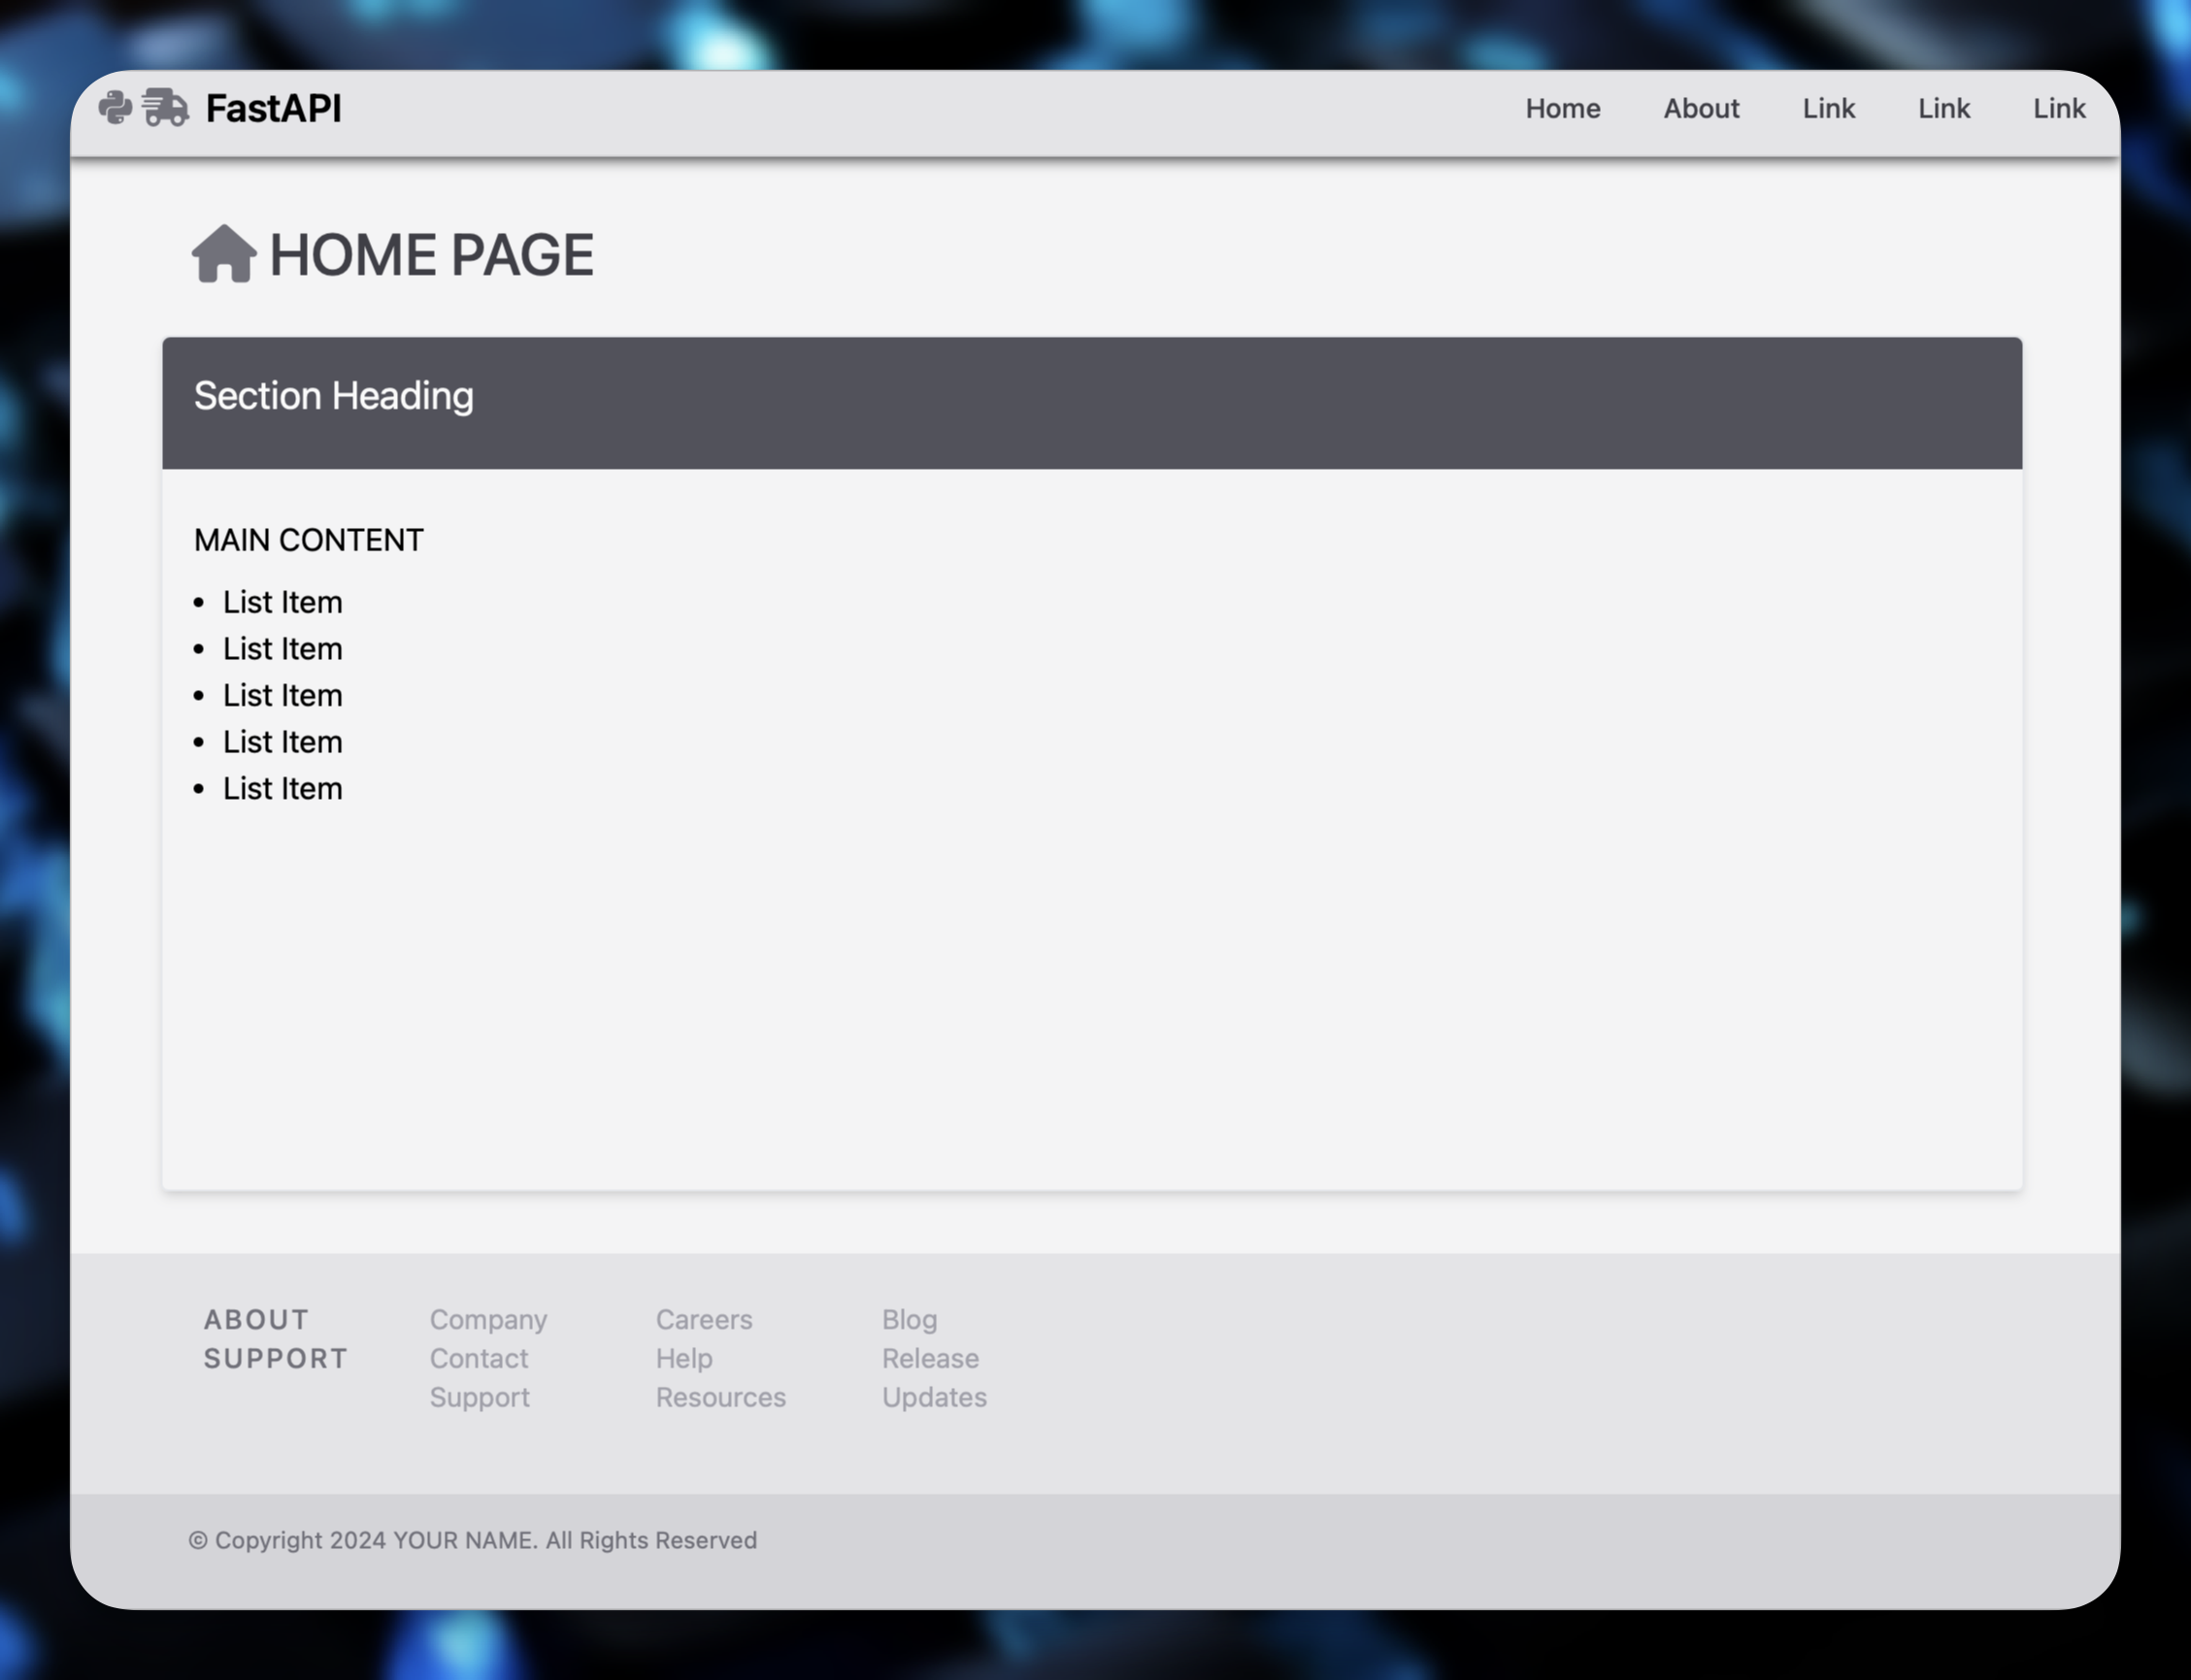 FastAPI Home About Link Link Link
HOME PAGE
Section Heading
MAIN CONTENT
• List Item
• List Item
• List Item
• List Item
• List Item
ABOUT Company Careers Blog
SUPPORT Contact Help Release
Support Resources Updates
© Copyright 2024 YOUR NAME. All Rights Reserved